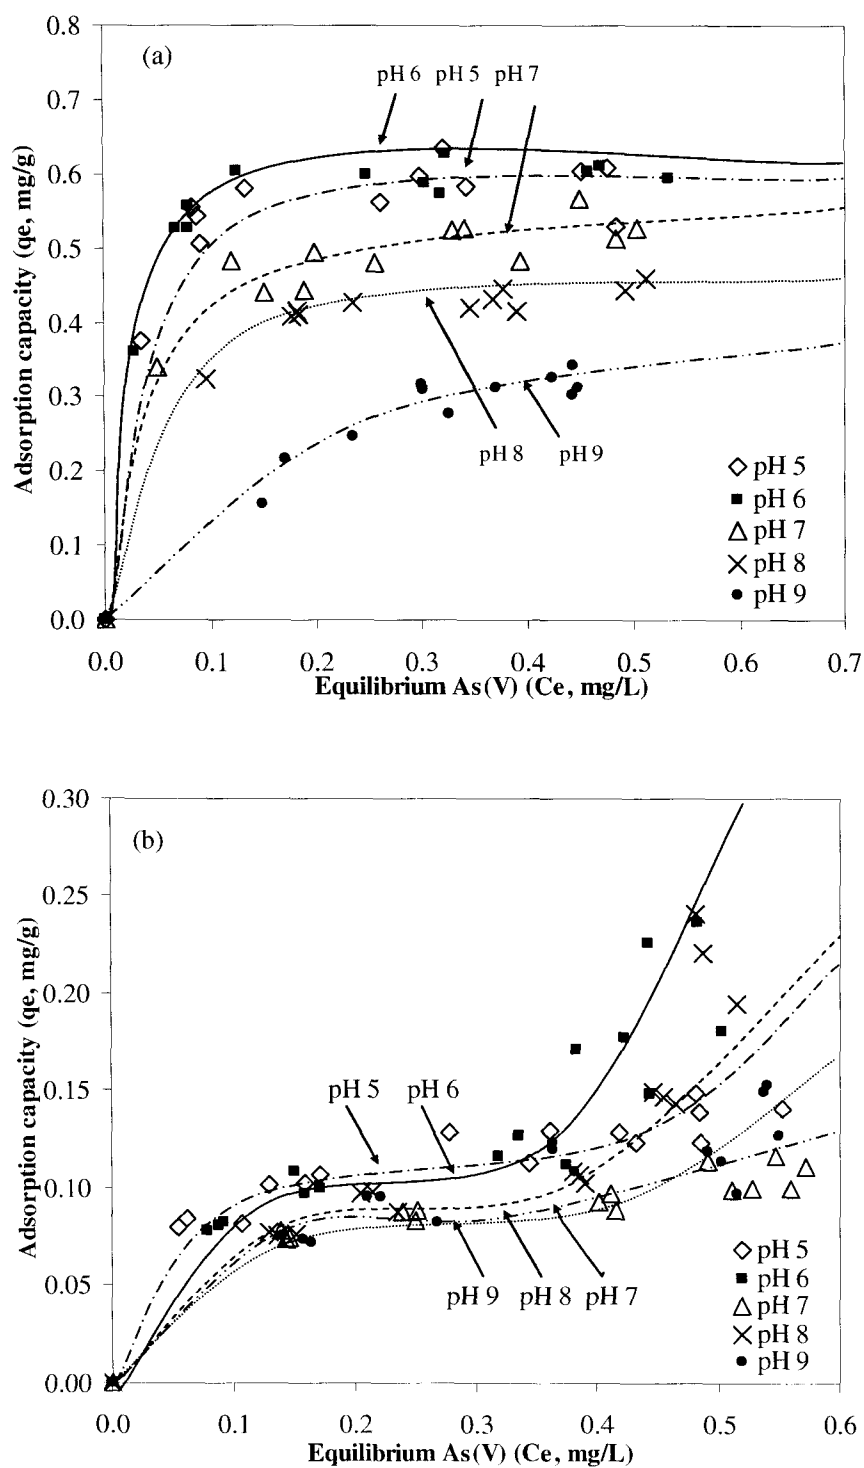 (a)
pH 6 pH 5 pH 7
pH 8 pH 9
pH 5
pH 6
pH 7
pH 8
pH 9
Adsorption capacity (qe, mg/g)
0.8
0.7
0.6
0.5
0.4
0.3
0.2
0.1
0.0
0.0 0.1 0.2 0.3 0.4 0.5 0.6 0.7
Equilibrium As(V) (Ce, mg/L)
(b)
pH 5 pH 6
pH 9 pH 8 pH 7
pH 5
pH 6
pH 7
pH 8
pH 9
Adsorption capacity (qe, mg/g)
0.30
0.25
0.20
0.15
0.10
0.05
0.00
0.0 0.1 0.2 0.3 0.4 0.5 0.6
Equilibrium As(V) (Ce, mg/L)